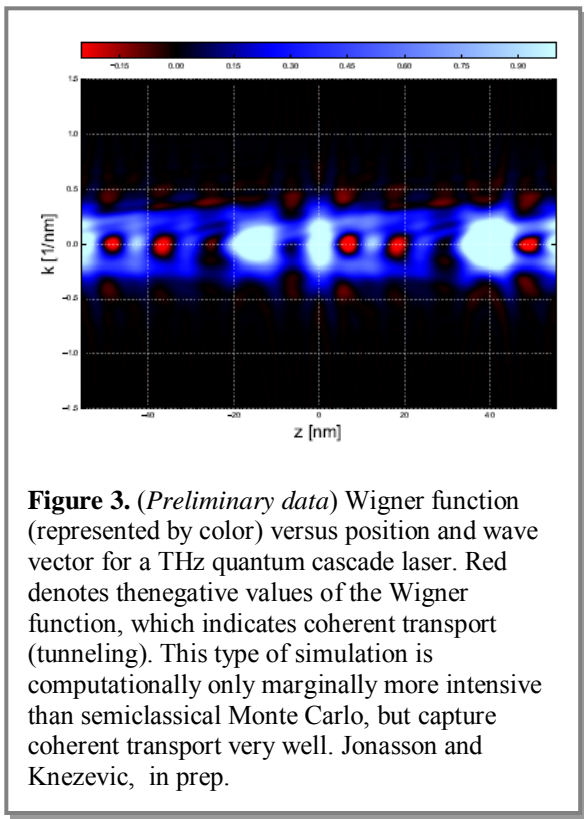 −0.15 0.00 0.15 0.30 0.45 0.60 0.75 0.90
1.5
1.0
0.5
0.0
−0.5
−1.0
−1.5
k [1/nm]
−40 −20 0 20 40
z [nm]
Figure 3. (Preliminary data) Wigner function
(represented by color) versus position and wave
vector for a THz quantum cascade laser. Red
denotes thenegative values of the Wigner
function, which indicates coherent transport
(tunneling). This type of simulation is
computationally only marginally more intensive
than semiclassical Monte Carlo, but capture
coherent transport very well. Jonasson and
Knezevic, in prep.